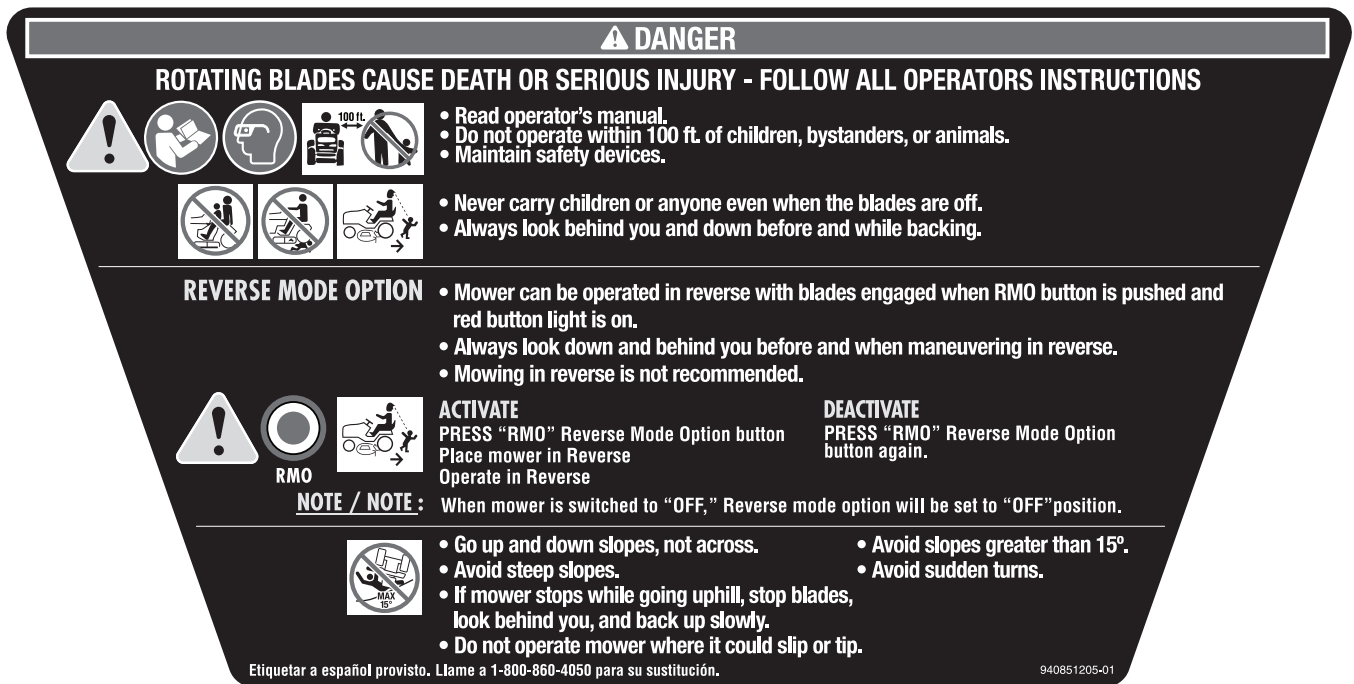 DANGER
ROTATING BLADES CAUSE DEATH OR SERIOUS INJURY - FOLLOW ALL OPERATORS INSTRUCTIONS
100 ft.
• Read operator's manual.
• Do not operate within 100 ft. of children, bystanders, or animals.
• Maintain safety devices.
• Never carry children or anyone even when the blades are off.
• Always look behind you and down before and while backing.
REVERSE MODE OPTION
• Mower can be operated in reverse with blades engaged when RMO button is pushed and
red button light is on.
• Always look down and behind you before and when maneuvering in reverse.
• Mowing in reverse is not recommended.
RMO
ACTIVATE
PRESS “RMO” Reverse Mode Option button
Place mower in Reverse
Operate in Reverse
DEACTIVATE
PRESS “RMO” Reverse Mode Option
button again.
NOTE / NOTE : When mower is switched to “OFF,” Reverse mode option will be set to “OFF”position.
MAX
15°
• Go up and down slopes, not across.
• Avoid steep slopes.
• If mower stops while going uphill, stop blades,
look behind you, and back up slowly.
• Do not operate mower where it could slip or tip.
• Avoid slopes greater than 15º.
• Avoid sudden turns.
Etiquetar a español provisto. Llame a 1-800-860-4050 para su sustitución.
940851205-01